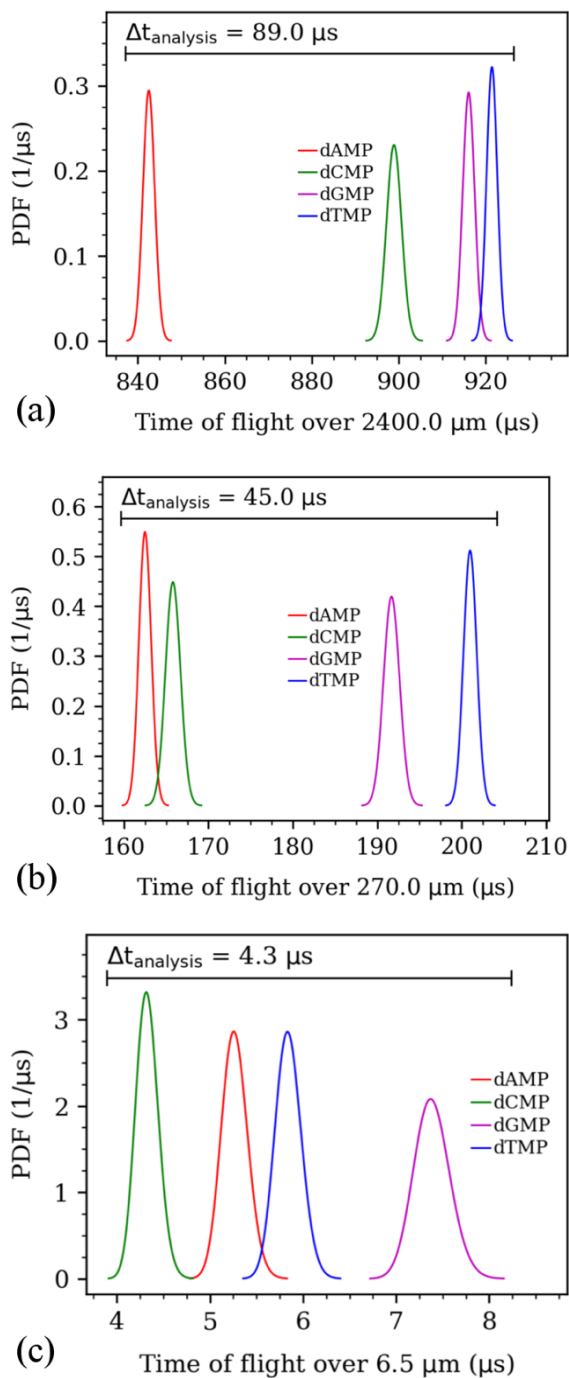 Δt_analysis = 89.0 μs
0.3
0.2
0.1
0.0
PDF (1/μs)
dAMP
dCMP
dGMP
dTMP
840 860 880 900 920
(a)
Time of flight over 2400.0 μm (μs)
Δt_analysis = 45.0 μs
0.6
0.5
0.4
0.3
0.2
0.1
0.0
PDF (1/μs)
dAMP
dCMP
dGMP
dTMP
160 170 180 190 200 210
(b)
Time of flight over 270.0 μm (μs)
Δt_analysis = 4.3 μs
3
2
1
0
PDF (1/μs)
dAMP
dCMP
dGMP
dTMP
4 5 6 7 8
(c)
Time of flight over 6.5 μm (μs)